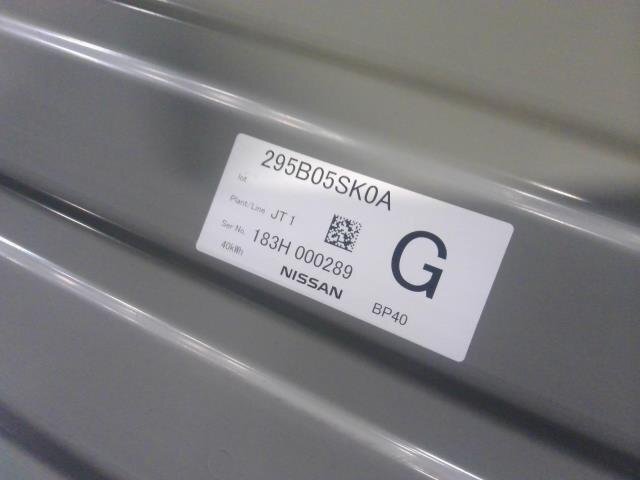 295B05SK0A
lot
Plant/Line JT 1
Ser No. 183H 000289
40kWh
NISSAN
G
BP40